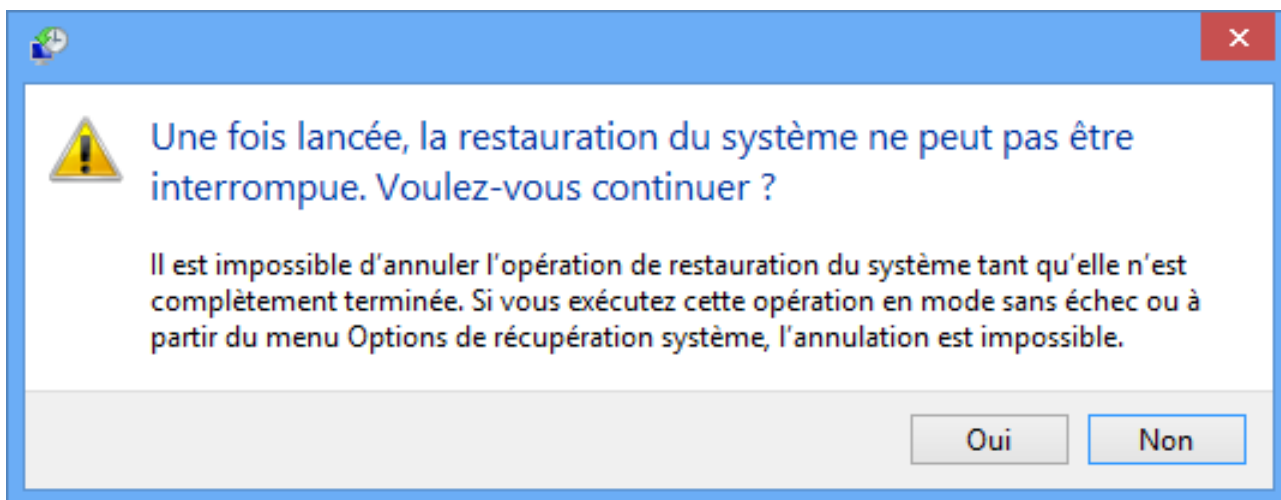 Une fois lancée, la restauration du système ne peut pas être
interrompue. Voulez-vous continuer ?
Il est impossible d’annuler l’opération de restauration du système tant qu’elle n’est
complètement terminée. Si vous exécutez cette opération en mode sans échec ou à
partir du menu Options de récupération système, l’annulation est impossible.
Oui Non